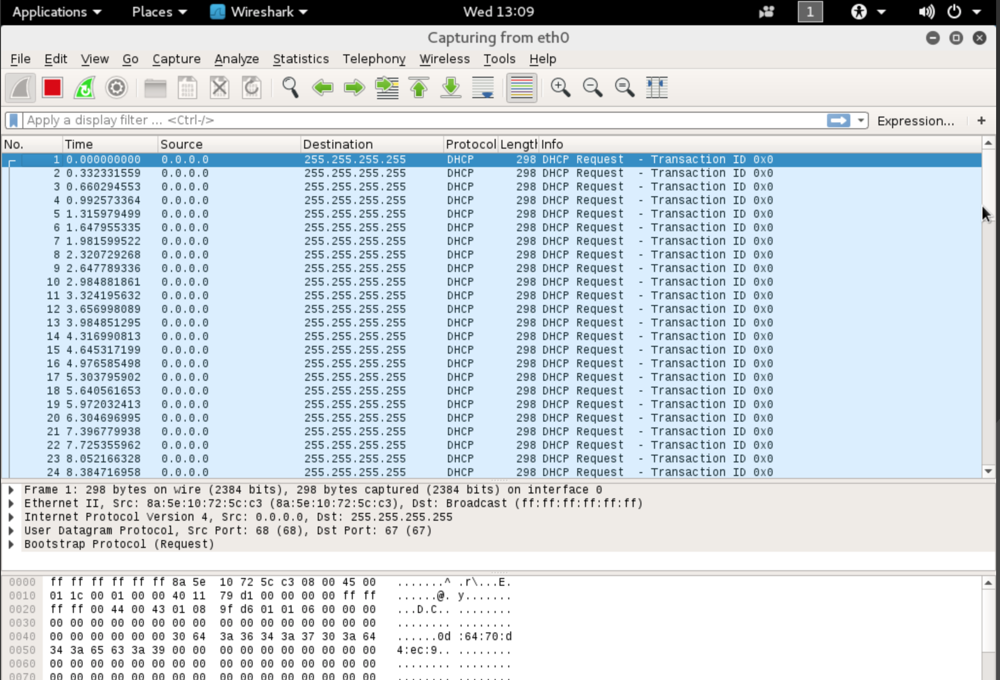 Applications Places Wireshark Wed 13:09 1
Capturing from eth0
File Edit View Go Capture Analyze Statistics Telephony Wireless Tools Help
Apply a display filter ... <Ctrl-/> Expression... +
No. Time Source Destination Protocol Length Info
1 0.000000000 0.0.0.0 255.255.255.255 DHCP 298 DHCP Request - Transaction ID 0x0
2 0.332331559 0.0.0.0 255.255.255.255 DHCP 298 DHCP Request - Transaction ID 0x0
3 0.660294553 0.0.0.0 255.255.255.255 DHCP 298 DHCP Request - Transaction ID 0x0
4 0.992573364 0.0.0.0 255.255.255.255 DHCP 298 DHCP Request - Transaction ID 0x0
5 1.315979499 0.0.0.0 255.255.255.255 DHCP 298 DHCP Request - Transaction ID 0x0
6 1.647955335 0.0.0.0 255.255.255.255 DHCP 298 DHCP Request - Transaction ID 0x0
7 1.981599522 0.0.0.0 255.255.255.255 DHCP 298 DHCP Request - Transaction ID 0x0
8 2.320729268 0.0.0.0 255.255.255.255 DHCP 298 DHCP Request - Transaction ID 0x0
9 2.647789336 0.0.0.0 255.255.255.255 DHCP 298 DHCP Request - Transaction ID 0x0
10 2.984881861 0.0.0.0 255.255.255.255 DHCP 298 DHCP Request - Transaction ID 0x0
11 3.324195632 0.0.0.0 255.255.255.255 DHCP 298 DHCP Request - Transaction ID 0x0
12 3.656998089 0.0.0.0 255.255.255.255 DHCP 298 DHCP Request - Transaction ID 0x0
13 3.984851295 0.0.0.0 255.255.255.255 DHCP 298 DHCP Request - Transaction ID 0x0
14 4.316990813 0.0.0.0 255.255.255.255 DHCP 298 DHCP Request - Transaction ID 0x0
15 4.645317199 0.0.0.0 255.255.255.255 DHCP 298 DHCP Request - Transaction ID 0x0
16 4.976585498 0.0.0.0 255.255.255.255 DHCP 298 DHCP Request - Transaction ID 0x0
17 5.303795902 0.0.0.0 255.255.255.255 DHCP 298 DHCP Request - Transaction ID 0x0
18 5.640561653 0.0.0.0 255.255.255.255 DHCP 298 DHCP Request - Transaction ID 0x0
19 5.972032413 0.0.0.0 255.255.255.255 DHCP 298 DHCP Request - Transaction ID 0x0
20 6.304696995 0.0.0.0 255.255.255.255 DHCP 298 DHCP Request - Transaction ID 0x0
21 7.396779938 0.0.0.0 255.255.255.255 DHCP 298 DHCP Request - Transaction ID 0x0
22 7.725355962 0.0.0.0 255.255.255.255 DHCP 298 DHCP Request - Transaction ID 0x0
23 8.052166328 0.0.0.0 255.255.255.255 DHCP 298 DHCP Request - Transaction ID 0x0
24 8.384716958 0.0.0.0 255.255.255.255 DHCP 298 DHCP Request - Transaction ID 0x0
Frame 1: 298 bytes on wire (2384 bits), 298 bytes captured (2384 bits) on interface 0
Ethernet II, Src: 8a:5e:10:72:5c:c3 (8a:5e:10:72:5c:c3), Dst: Broadcast (ff:ff:ff:ff:ff:ff)
Internet Protocol Version 4, Src: 0.0.0.0, Dst: 255.255.255.255
User Datagram Protocol, Src Port: 68 (68), Dst Port: 67 (67)
Bootstrap Protocol (Request)
0000 ff ff ff ff ff ff 8a 5e 10 72 5c c3 08 00 45 00 .......^ .r\...E.
0010 01 1c 00 01 00 00 40 11 79 d1 00 00 00 00 ff ff ......@. y.......
0020 ff ff 00 44 00 43 01 08 9f d6 01 01 06 00 00 00 ...D.C.. ........
0030 00 00 00 00 00 00 00 00 00 00 00 00 00 00 00 00 ........ ........
0040 00 00 00 00 00 00 30 64 3a 36 34 3a 37 30 3a 64 ......0d :64:70:d
0050 34 3a 65 63 3a 39 00 00 00 00 00 00 00 00 00 00 4:ec:9.. ........
0060 00 00 00 00 00 00 00 00 00 00 00 00 00 00 00 00 ........ ........
0070 00 00 00 00 00 00 00 00 00 00 00 00 00 00 00 00 ........ ........